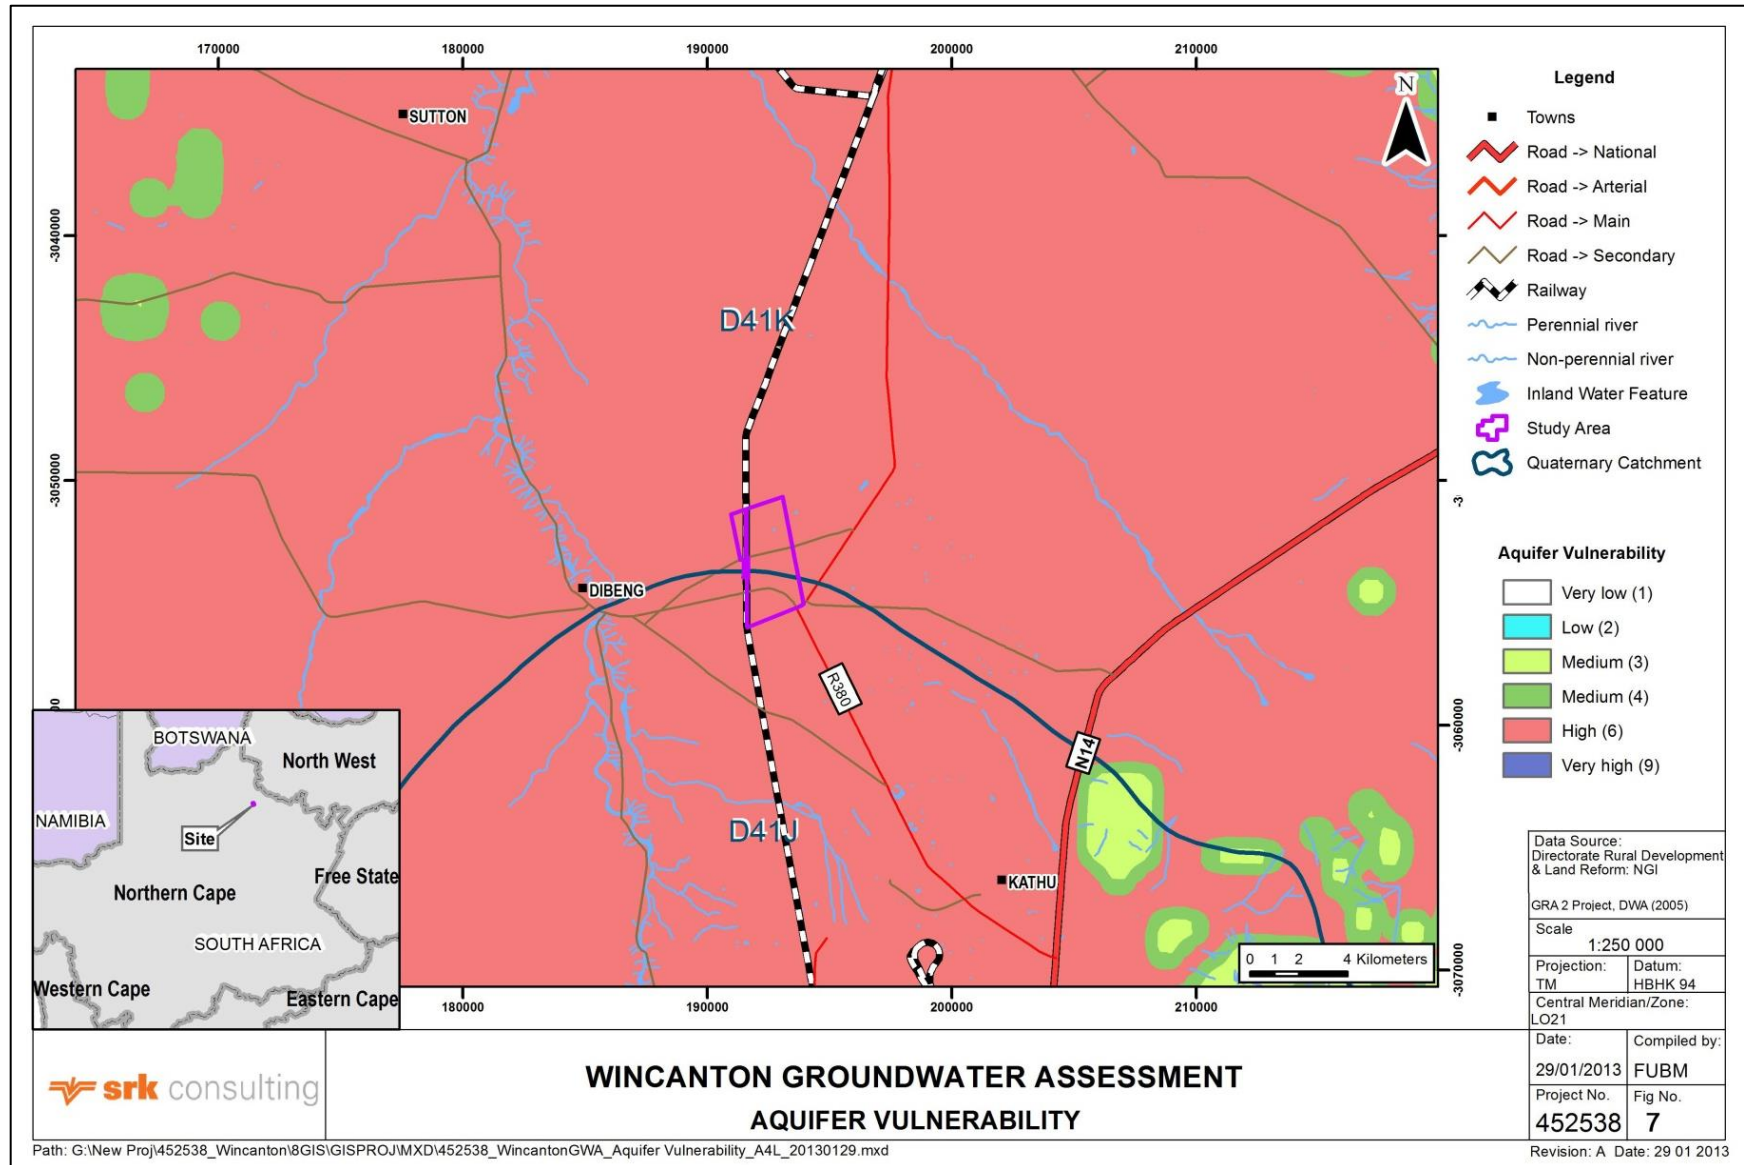 170000
180000
190000
200000
210000
-3040000
-3050000
-3
-3060000
-3070000
180000
190000
200000
210000
SUTTON
D41K
DIBENG
R380
N14
D41J
KATHU
N
0 1 2 4 Kilometers
Legend
Towns
Road -> National
Road -> Arterial
Road -> Main
Road -> Secondary
Railway
Perennial river
Non-perennial river
Inland Water Feature
Study Area
Quaternary Catchment
Aquifer Vulnerability
Very low (1)
Low (2)
Medium (3)
Medium (4)
High (6)
Very high (9)
BOTSWANA
North West
NAMIBIA
Site
Free State
Northern Cape
SOUTH AFRICA
Western Cape
Eastern Cape
Data Source:
Directorate Rural Development
& Land Reform: NGI
GRA 2 Project, DWA (2005)
Scale
1:250 000
Projection:
TM
Datum:
HBHK 94
Central Meridian/Zone:
LO21
Date:
29/01/2013
Compiled by:
FUBM
Project No.
452538
Fig No.
7
srk consulting
WINCANTON GROUNDWATER ASSESSMENT
AQUIFER VULNERABILITY
Path: G:\New Proj\452538_Wincanton\8GIS\GISPROJ\MXD\452538_WincantonGWA_Aquifer Vulnerability_A4L_20130129.mxd
Revision: A Date: 29 01 2013